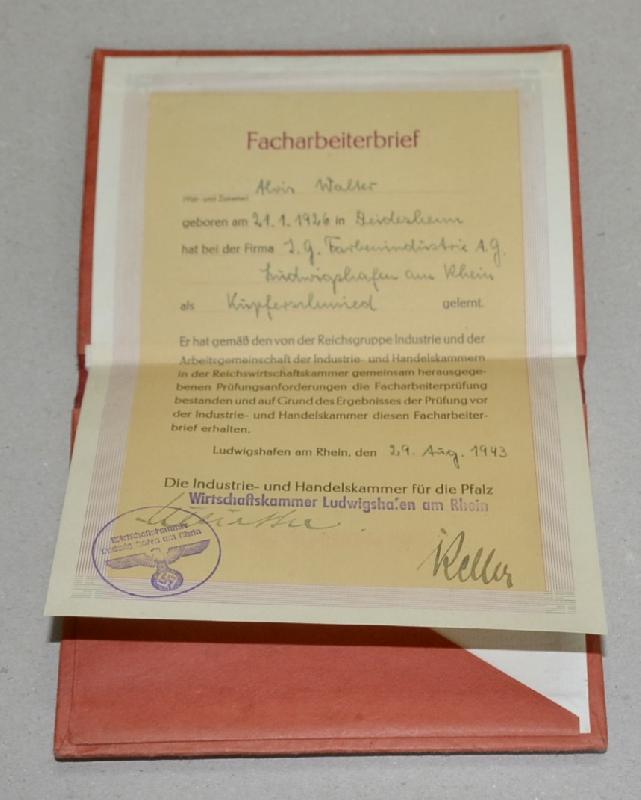 Facharbeiterbrief
Alois Walter
(Vor- und Zuname)
geboren am 21.1.1926 in Deidesheim
hat bei der Firma I.G. Farbenindustrie A.G.
Ludwigshafen am Rhein
als Kupferschmied gelernt.
Er hat gemäß den von der Reichsgruppe Industrie und der
Arbeitsgemeinschaft der Industrie- und Handelskammern
in der Reichswirtschaftskammer gemeinsam herausgege-
benen Prüfungsanforderungen die Facharbeiterprüfung
bestanden und auf Grund des Ergebnisses der Prüfung vor
der Industrie- und Handelskammer diesen Facharbeiter-
brief erhalten.
Ludwigshafen am Rhein, den 29. Aug. 1943
Die Industrie- und Handelskammer für die Pfalz
Wirtschaftskammer Ludwigshafen am Rhein
Wirtschaftskammer
Ludwigshafen am Rhein
Keller